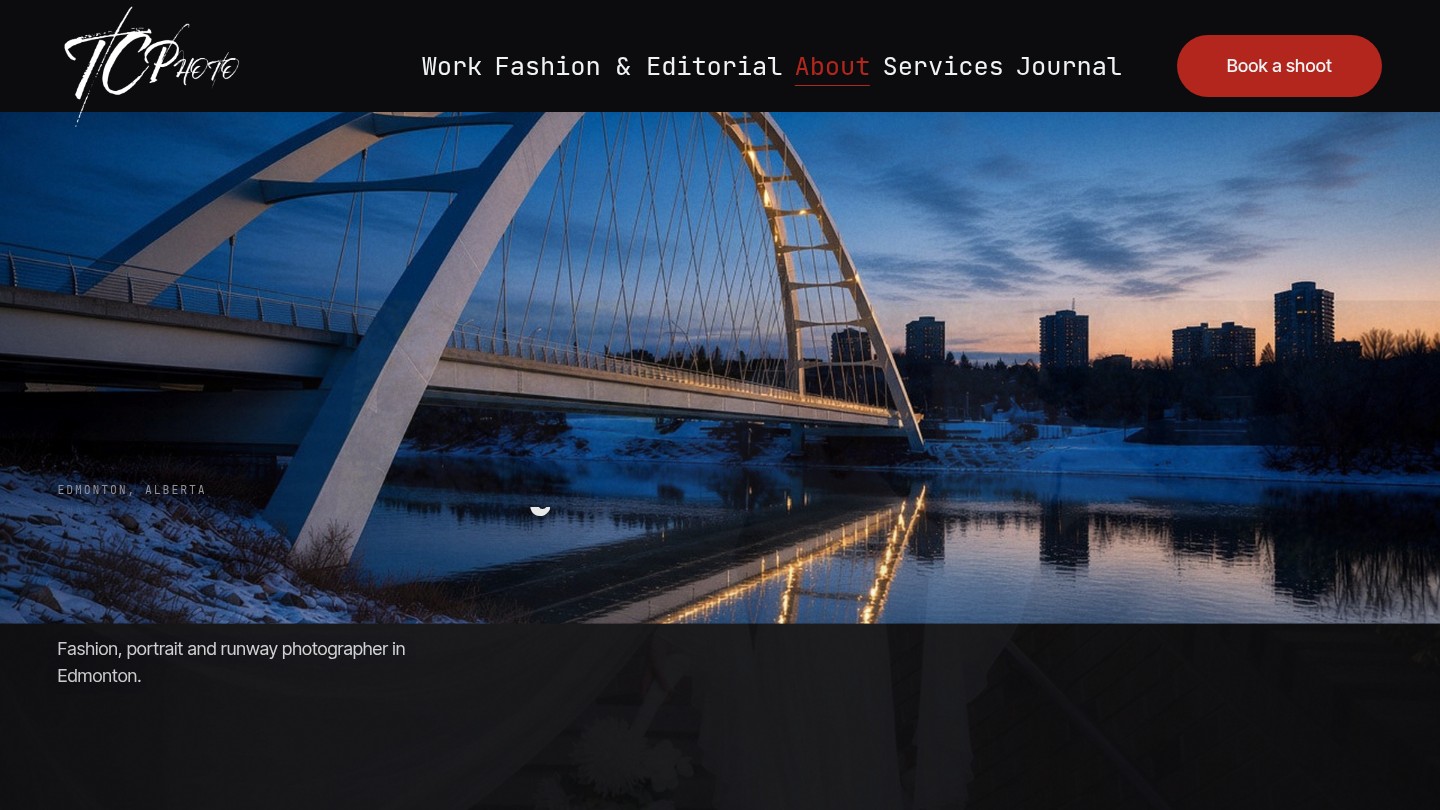 TCPHOTO
Work Fashion & Editorial About Services Journal
Book a shoot
EDMONTON, ALBERTA
Fashion, portrait and runway photographer in
Edmonton.